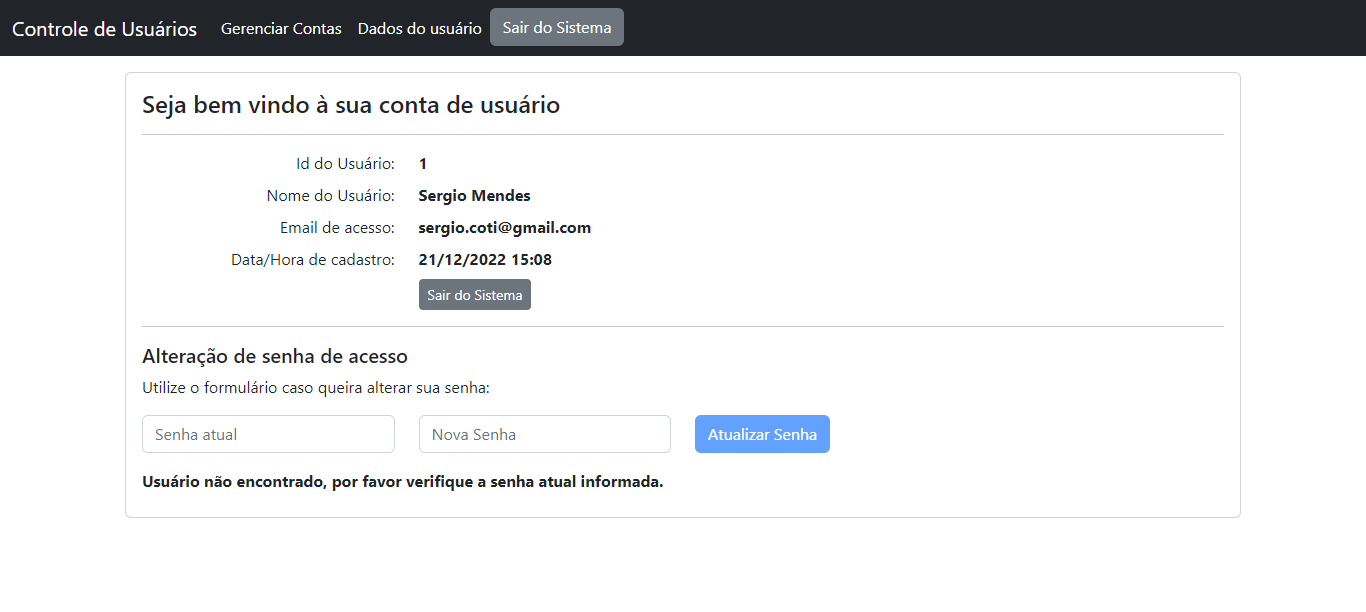 Controle de Usuários Gerenciar Contas Dados do usuário Sair do Sistema
Seja bem vindo à sua conta de usuário
Id do Usuário: 1
Nome do Usuário: Sergio Mendes
Email de acesso: sergio.coti@gmail.com
Data/Hora de cadastro: 21/12/2022 15:08
Sair do Sistema
Alteração de senha de acesso
Utilize o formulário caso queira alterar sua senha:
Senha atual Nova Senha Atualizar Senha
Usuário não encontrado, por favor verifique a senha atual informada.